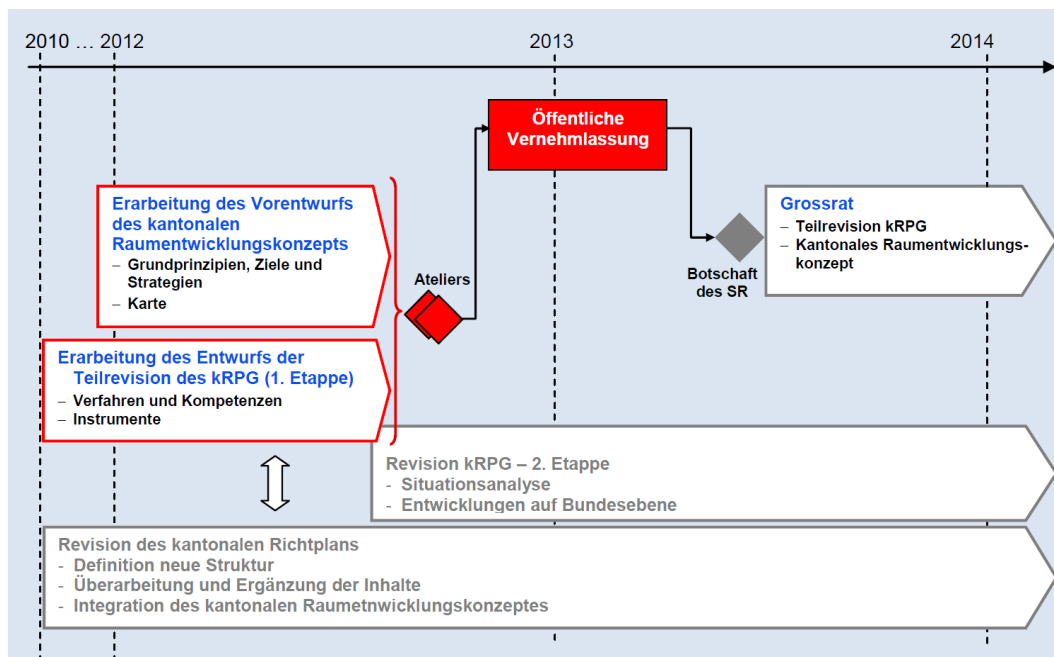 2010 … 2012
2013
2014
Öffentliche
Vernehmlassung
Erarbeitung des Vorentwurfs
des kantonalen
Raumentwicklungskonzepts
– Grundprinzipien, Ziele und
Strategien
– Karte
Ateliers
Botschaft
des SR
Grossrat
– Teilrevision kRPG
– Kantonales Raumentwicklungs-
konzept
Erarbeitung des Entwurfs der
Teilrevision des kRPG (1. Etappe)
– Verfahren und Kompetenzen
– Instrumente
Revision kRPG – 2. Etappe
- Situationsanalyse
- Entwicklungen auf Bundesebene
Revision des kantonalen Richtplans
- Definition neue Struktur
- Überarbeitung und Ergänzung der Inhalte
- Integration des kantonalen Raumetnwicklungskonzeptes